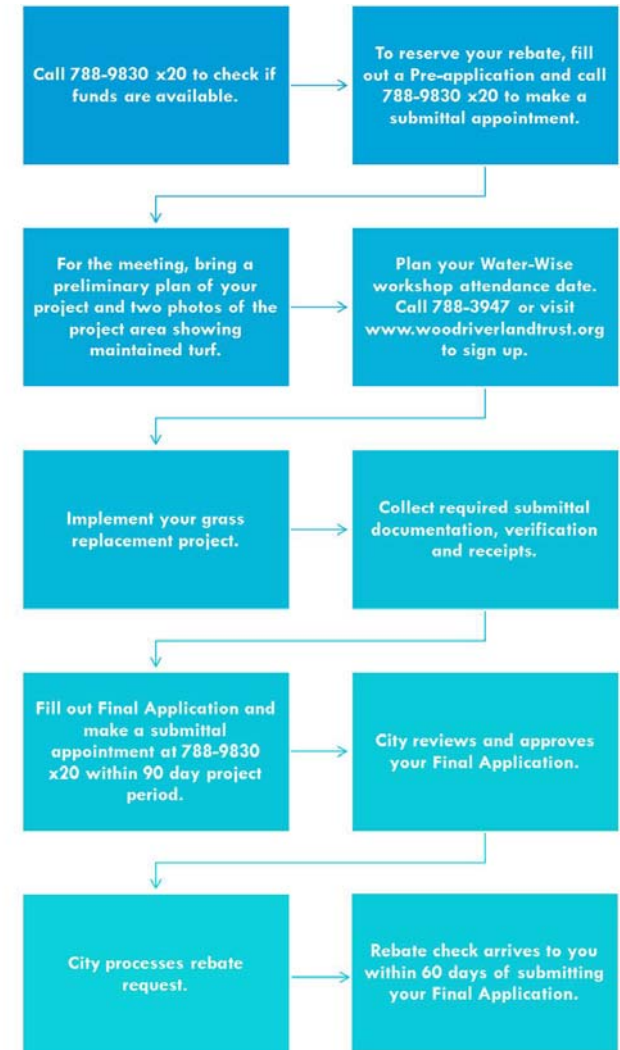 Call 788-9830 x20 to check if
funds are available.
To reserve your rebate, fill
out a Pre-application and call
788-9830 x20 to make a
submittal appointment.
For the meeting, bring a
preliminary plan of your
project and two photos of the
project area showing
maintained turf.
Plan your Water-Wise
workshop attendance date.
Call 788-3947 or visit
www.woodriverlandtrust.org
to sign up.
Implement your grass
replacement project.
Collect required submittal
documentation, verification
and receipts.
Fill out Final Application and
make a submittal
appointment at 788-9830
x20 within 90 day project
period.
City reviews and approves
your Final Application.
City processes rebate
request.
Rebate check arrives to you
within 60 days of submitting
your Final Application.